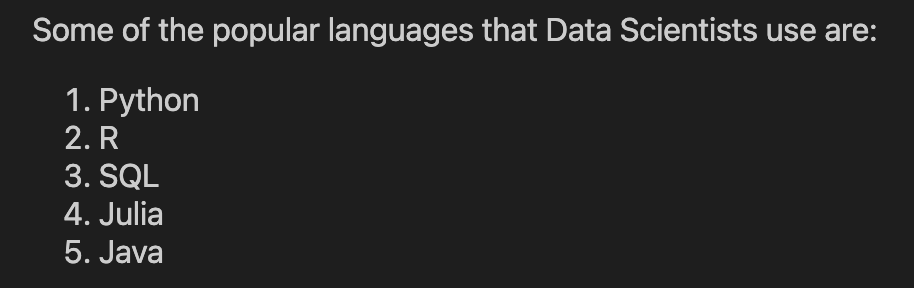 Some of the popular languages that Data Scientists use are:
1. Python
2. R
3. SQL
4. Julia
5. Java